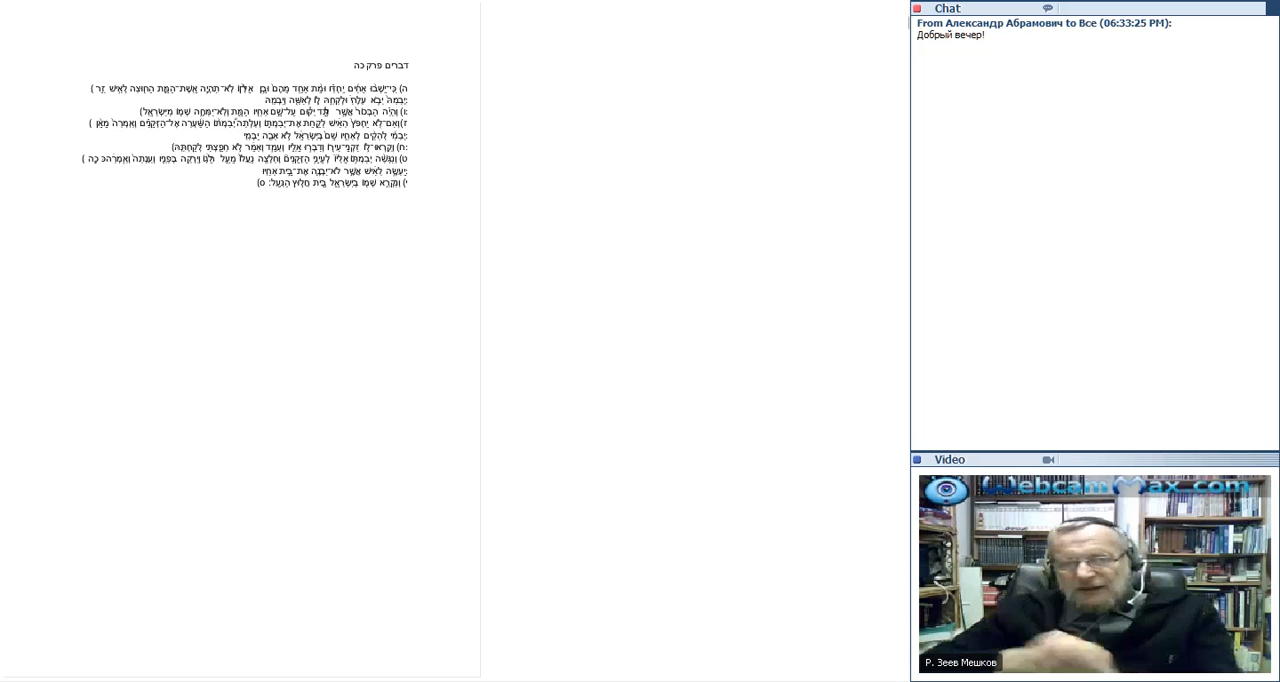 דברים פרק כה
ה) כִּֽי־יֵשְׁב֨וּ אַחִ֜ים יַחְדָּ֗ו וּמֵ֨ת אַחַ֤ד מֵהֶם֙ וּבֵ֣ן אֵֽין־ל֔וֹ לֹֽא־תִהְיֶ֧ה אֵֽשֶׁת־הַמֵּ֛ת הַח֖וּצָה לְאִ֣ישׁ זָ֑ר )
יְבָמָהּ֙ יָבֹ֣א עָלֶ֔יהָ וּלְקָחָ֥הּ ל֛וֹ לְאִשָּׁ֖ה וְיִבְּמָֽהּ
:ו) וְהָיָ֗ה הַבְּכוֹר֙ אֲשֶׁ֣ר תֵּלֵ֔ד יָק֕וּם עַל־שֵׁ֥ם אָחִ֖יו הַמֵּ֑ת וְלֹֽא־יִמָּחֶ֥ה שְׁמ֖וֹ מִיִּשְׂרָאֵֽל)
ז)וְאִם־לֹ֤א יַחְפֹּץ֙ הָאִ֔ישׁ לָקַ֖חַת אֶת־יְבִמְתּ֑וֹ וְעָלְתָה֩ יְבִמְתּ֨וֹ הַשַּׁ֜עְרָה אֶל־הַזְּקֵנִ֗ים וְאָֽמְרָה֙ מֵאֵ֨ן )
יְבָמִ֜י לְהָקִ֨ים לְאָחִ֥יו שֵׁם֙ בְּיִשְׂרָאֵ֔ל לֹ֥א אָבָ֖ה יַבְּמִֽי
:ח) וְקָֽרְאוּ־ל֥וֹ זִקְנֵי־עִיר֖וֹ וְדִבְּר֣וּ אֵלָ֑יו וְעָמַ֣ד וְאָמַ֔ר לֹ֥א חָפַ֖צְתִּי לְקַחְתָּֽהּ)
ט) וְנִגְּשָׁ֨ה יְבִמְתּ֣וֹ אֵלָיו֮ לְעֵינֵ֣י הַזְּקֵנִים֒ וְחָלְצָ֤ה נַעֲלוֹ֙ מֵעַ֣ל רַגְל֔וֹ וְיָרְקָ֖ה בְּפָנָ֑יו וְעָֽנְתָה֙ וְאָ֣מְרָ֔ה כָּ֚כָה )
יֵעָשֶׂ֣ה לָאִ֔ישׁ אֲשֶׁ֥ר לֹא־יִבְנֶ֖ה אֶת־בֵּ֥ית אָחִֽיו
י) וְנִקְרָ֥א שְׁמ֖וֹ בְּיִשְׂרָאֵ֑ל בֵּ֖ית חֲל֥וּץ הַנָּֽעַל: ס)
Chat
From Александр Абрамович to Все (06:33:25 PM):
Добрый вечер!
Video
WebcamMax.com
Р. Зеев Мешков